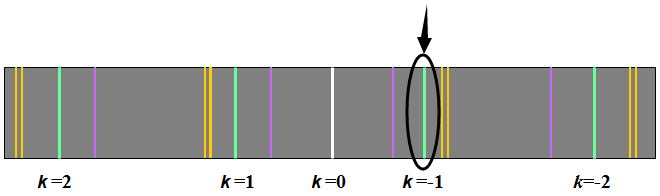 k =2 k =1 k =0 k =-1 k=-2